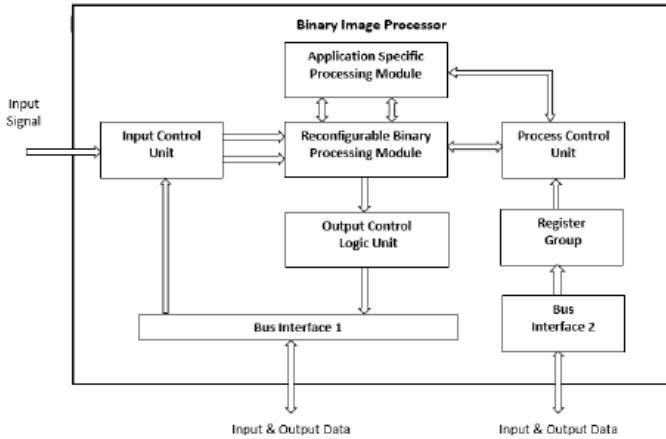 Binary Image Processor
Application Specific
Processing Module
Input
Signal
Input Control
Unit
Reconfigurable Binary
Processing Module
Process Control
Unit
Output Control
Logic Unit
Register
Group
Bus Interface 1
Bus
Interface 2
Input & Output Data
Input & Output Data